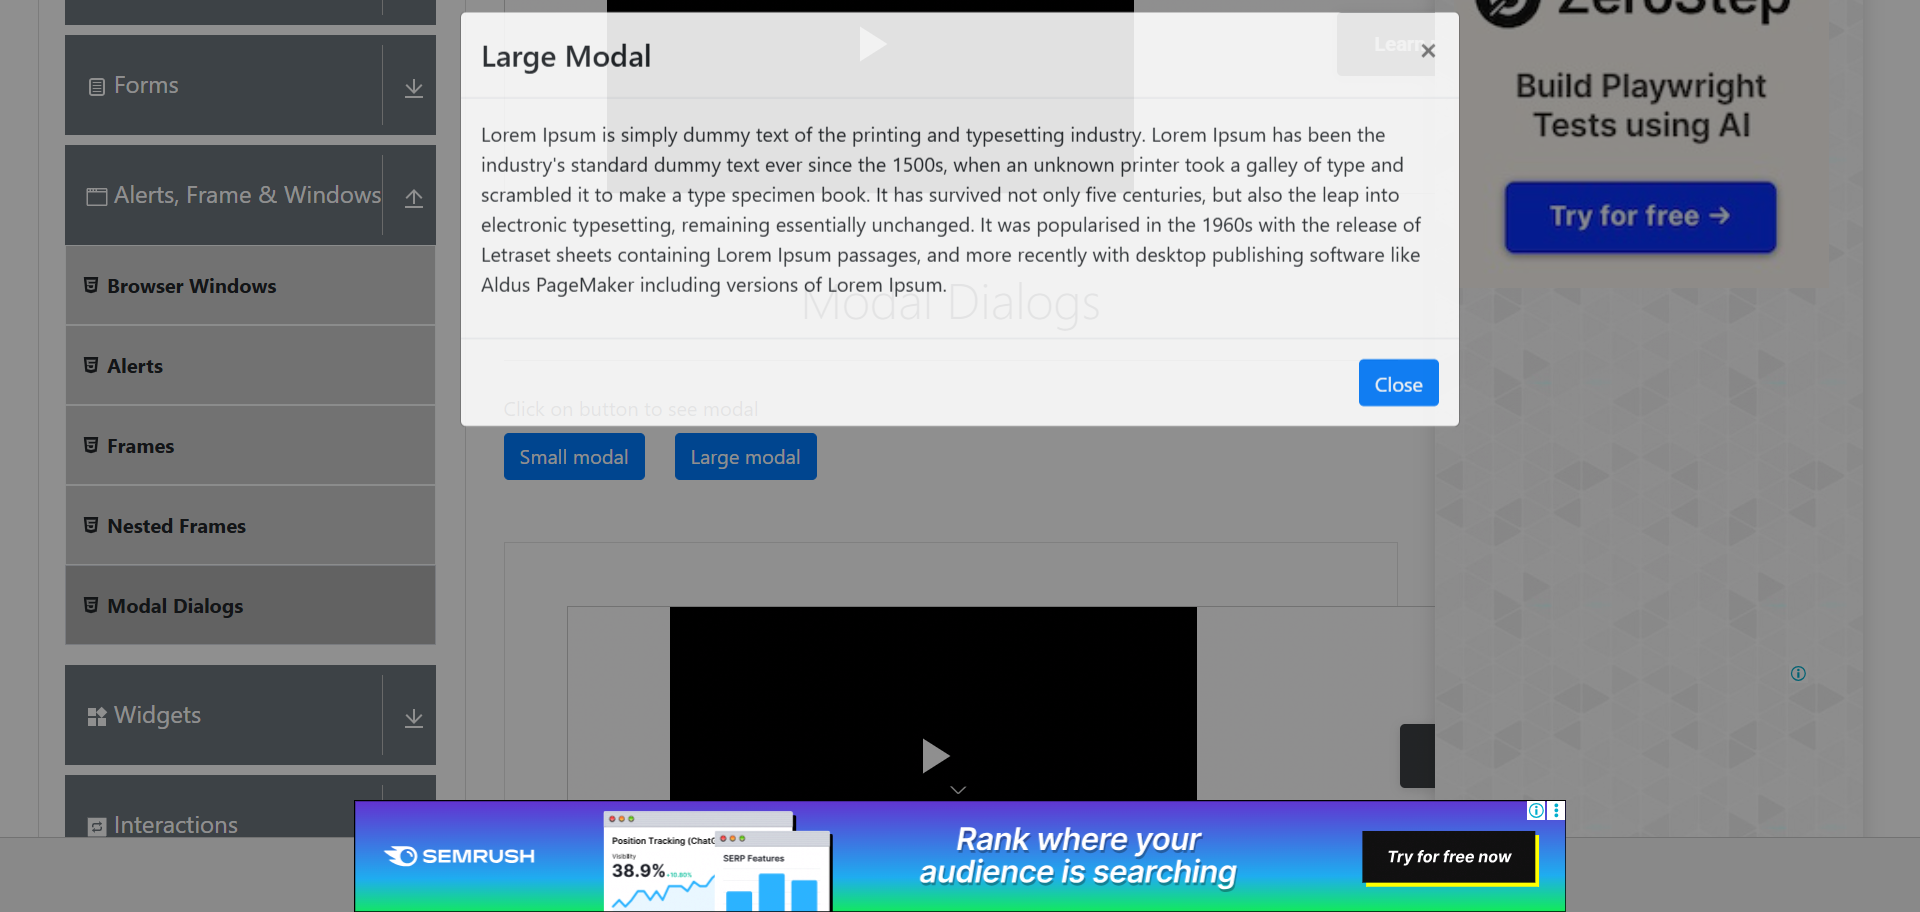 Forms
Alerts, Frame & Windows
Browser Windows
Alerts
Frames
Nested Frames
Modal Dialogs
Widgets
Interactions
Large Modal
×
Learn
Lorem Ipsum is simply dummy text of the printing and typesetting industry. Lorem Ipsum has been the
industry's standard dummy text ever since the 1500s, when an unknown printer took a galley of type and
scrambled it to make a type specimen book. It has survived not only five centuries, but also the leap into
electronic typesetting, remaining essentially unchanged. It was popularised in the 1960s with the release of
Letraset sheets containing Lorem Ipsum passages, and more recently with desktop publishing software like
Aldus PageMaker including versions of Lorem Ipsum.
Modal Dialogs
Close
Click on button to see modal
Small modal
Large modal
ZeroStep
Build Playwright
Tests using AI
Try for free →
SEMRUSH
Position Tracking (ChatG
Visibility
38.9% +10.80%
SERP Features
Rank where your
audience is searching
Try for free now